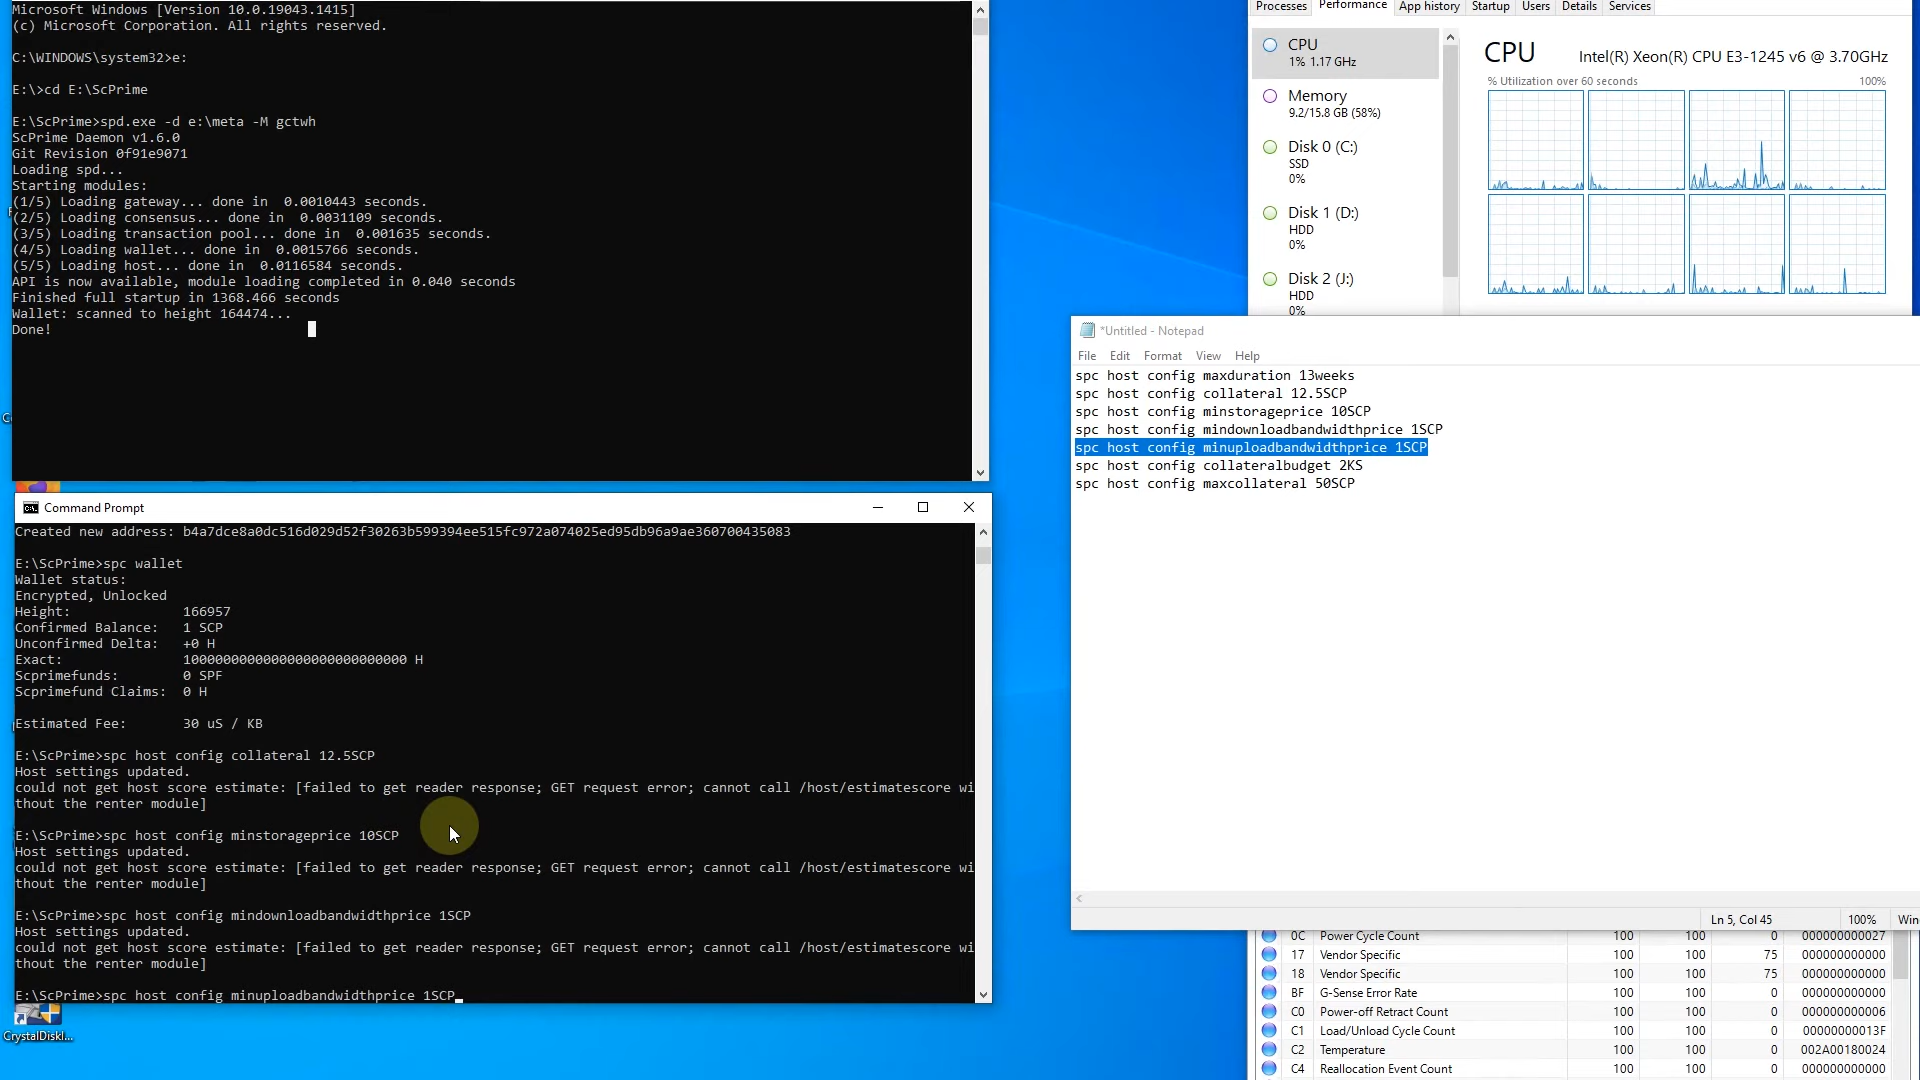 Microsoft Windows [Version 10.0.19043.1415]
(c) Microsoft Corporation. All rights reserved.
C:\WINDOWS\system32>e:
E:\>cd E:\ScPrime
E:\ScPrime>spd.exe -d e:\meta -M gctwh
ScPrime Daemon v1.6.0
Git Revision 0f91e9071
Loading spd...
Starting modules:
(1/5) Loading gateway... done in  0.0010443 seconds.
(2/5) Loading consensus... done in  0.0031109 seconds.
(3/5) Loading transaction pool... done in  0.001635 seconds.
(4/5) Loading wallet... done in  0.0015766 seconds.
(5/5) Loading host... done in  0.0116584 seconds.
API is now available, module loading completed in 0.040 seconds
Finished full startup in 1368.466 seconds
Wallet: scanned to height 164474...
Done!
Command Prompt
Created new address: b4a7dce8a0dc516d029d52f30263b599394ee515fc972a074025ed95db96a9ae360700435083
E:\ScPrime>spc wallet
Wallet status:
Encrypted, Unlocked
Height: 166957
Confirmed Balance: 1 SCP
Unconfirmed Delta: +0 H
Exact: 1000000000000000000000000000 H
Scprimefunds: 0 SPF
Scprimefund Claims: 0 H
Estimated Fee: 30 uS / KB
E:\ScPrime>spc host config collateral 12.5SCP
Host settings updated.
could not get host score estimate: [failed to get reader response; GET request error; cannot call /host/estimatescore wi
thout the renter module]
E:\ScPrime>spc host config minstorageprice 10SCP
Host settings updated.
could not get host score estimate: [failed to get reader response; GET request error; cannot call /host/estimatescore wi
thout the renter module]
E:\ScPrime>spc host config mindownloadbandwidthprice 1SCP
Host settings updated.
could not get host score estimate: [failed to get reader response; GET request error; cannot call /host/estimatescore wi
thout the renter module]
E:\ScPrime>spc host config minuploadbandwidthprice 1SCP
CrystalDiskI...
Processes Performance App history Startup Users Details Services
CPU
1% 1.17 GHz
Memory
9.2/15.8 GB (58%)
Disk 0 (C:)
SSD
0%
Disk 1 (D:)
HDD
0%
Disk 2 (J:)
HDD
0%
CPU Intel(R) Xeon(R) CPU E3-1245 v6 @ 3.70GHz
% Utilization over 60 seconds 100%
*Untitled - Notepad
File Edit Format View Help
spc host config maxduration 13weeks
spc host config collateral 12.5SCP
spc host config minstorageprice 10SCP
spc host config mindownloadbandwidthprice 1SCP
spc host config minuploadbandwidthprice 1SCP
spc host config collateralbudget 2KS
spc host config maxcollateral 50SCP
Ln 5, Col 45 100% Win
0C Power Cycle Count 100 100 0 000000000027
17 Vendor Specific 100 100 75 000000000000
18 Vendor Specific 100 100 75 000000000000
BF G-Sense Error Rate 100 100 0 000000000000
C0 Power-off Retract Count 100 100 0 000000000006
C1 Load/Unload Cycle Count 100 100 0 00000000013F
C2 Temperature 100 100 0 002A00180024
C4 Reallocation Event Count 100 100 0 000000000000